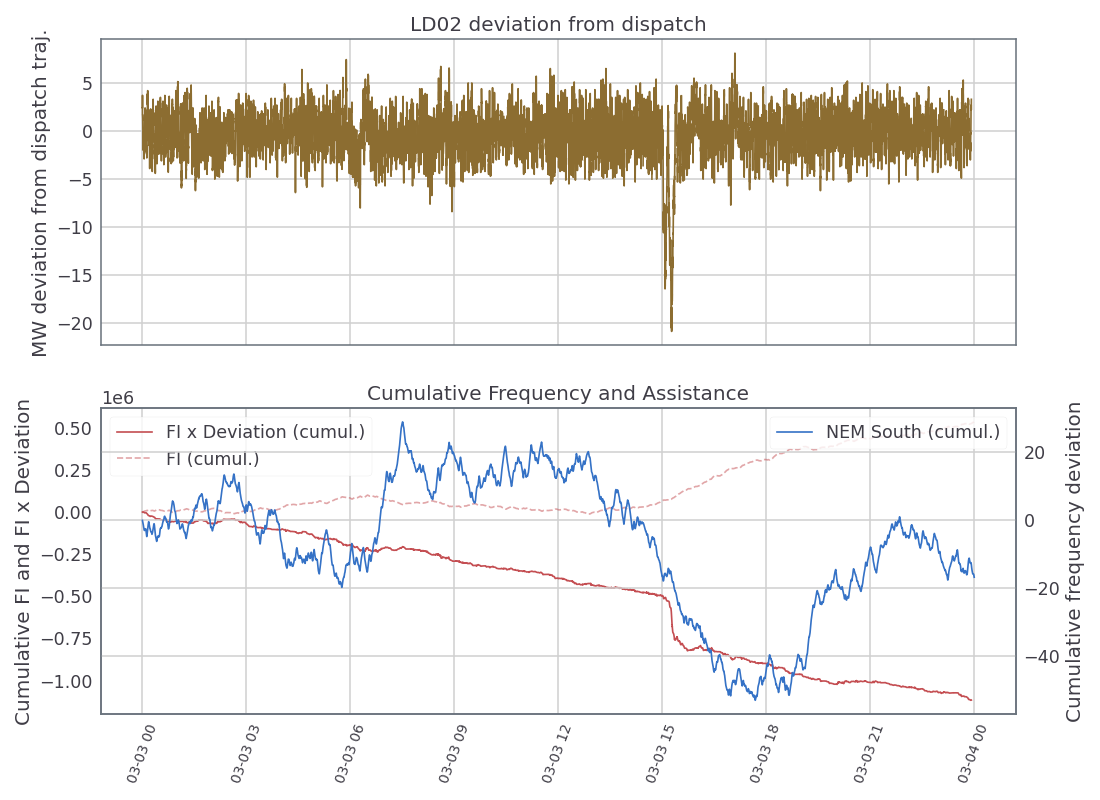 LD02 deviation from dispatch
MW deviation from dispatch traj.
5
0
−5
−10
−15
−20
Cumulative Frequency and Assistance
1e6
Cumulative FI and FI x Deviation
0.50
0.25
0.00
−0.25
−0.50
−0.75
−1.00
FI x Deviation (cumul.)
FI (cumul.)
NEM South (cumul.)
20
0
−20
−40
Cumulative frequency deviation
03-03 00
03-03 03
03-03 06
03-03 09
03-03 12
03-03 15
03-03 18
03-03 21
03-04 00